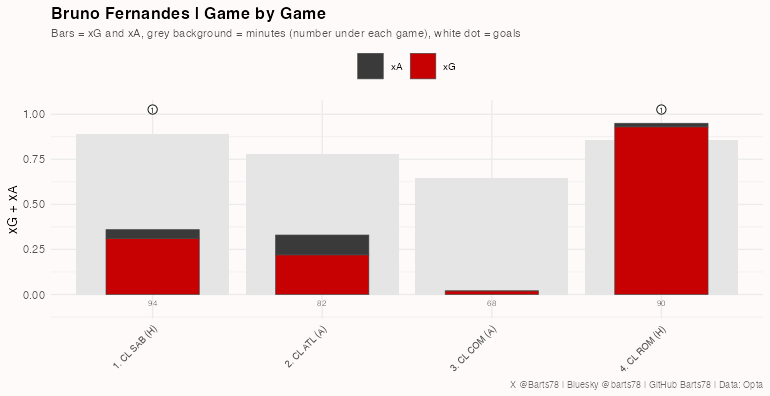 Bruno Fernandes | Game by Game
Bars = xG and xA, grey background = minutes (number under each game), white dot = goals
xA xG
1 1
1.00
0.75
0.50
0.25
0.00
xG + xA
94 82 68 90
1. CL SAB (H)
2. CL ATL (A)
3. CL COM (A)
4. CL ROM (H)
X @Barts78 | Bluesky @barts78 | GitHub Barts78 | Data: Opta